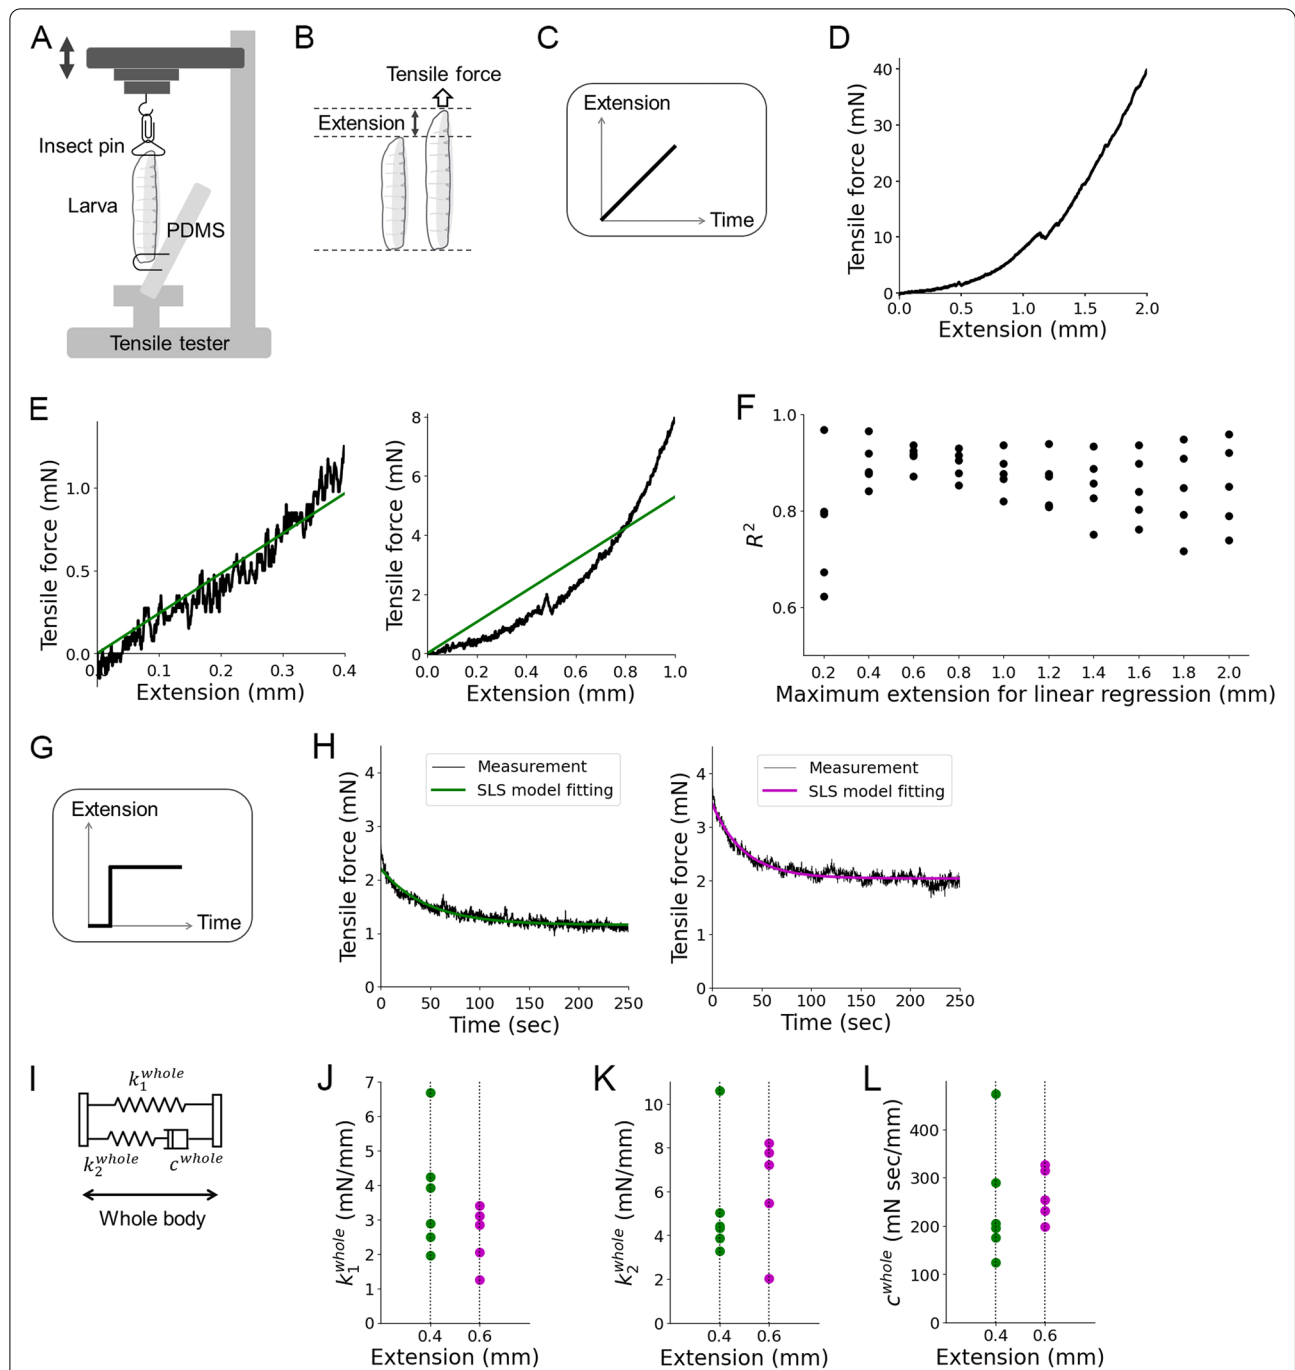 A
Insect pin
Larva
PDMS
Tensile tester
B
Tensile force
Extension
C
Extension
Time
D
Tensile force (mN)
40
30
20
10
0
0.0 0.5 1.0 1.5 2.0
Extension (mm)
E
Tensile force (mN)
1.0
0.5
0.0
0.0 0.1 0.2 0.3 0.4
Extension (mm)
Tensile force (mN)
8
6
4
2
0
0.0 0.2 0.4 0.6 0.8 1.0
Extension (mm)
F
R²
1.0
0.8
0.6
0.2 0.4 0.6 0.8 1.0 1.2 1.4 1.6 1.8 2.0
Maximum extension for linear regression (mm)
G
Extension
Time
H
Tensile force (mN)
4
3
2
1
0
Measurement
SLS model fitting
0 50 100 150 200 250
Time (sec)
Tensile force (mN)
4
3
2
1
0
Measurement
SLS model fitting
0 50 100 150 200 250
Time (sec)
I
k₁ʷʰᵒˡᵉ
k₂ʷʰᵒˡᵉ cʷʰᵒˡᵉ
Whole body
J
k₁ʷʰᵒˡᵉ (mN/mm)
7
6
5
4
3
2
1
0
0.4 0.6
Extension (mm)
K
k₂ʷʰᵒˡᵉ (mN/mm)
10
8
6
4
2
0
0.4 0.6
Extension (mm)
L
cʷʰᵒˡᵉ (mN sec/mm)
400
300
200
100
0
0.4 0.6
Extension (mm)